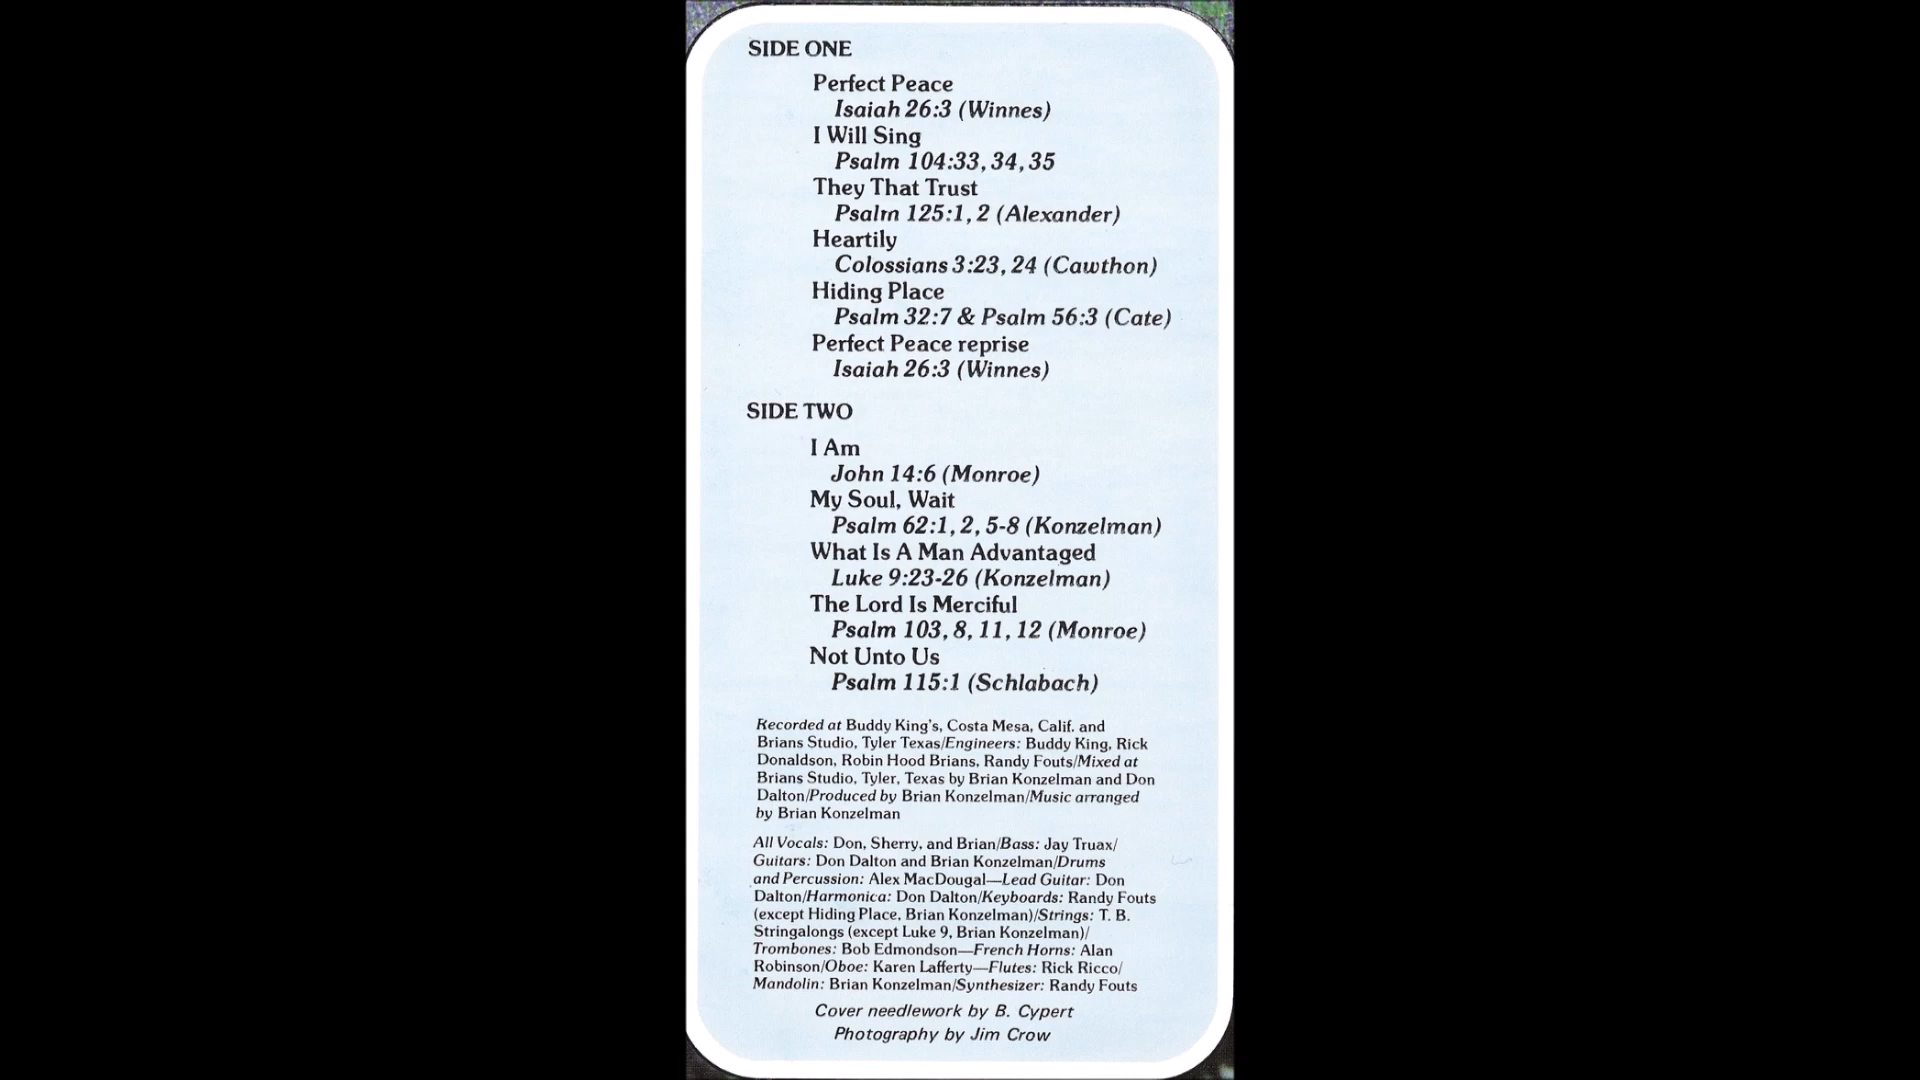 SIDE ONE
Perfect Peace
Isaiah 26:3 (Winnes)
I Will Sing
Psalm 104:33, 34, 35
They That Trust
Psalm 125:1, 2 (Alexander)
Heartily
Colossians 3:23, 24 (Cawthon)
Hiding Place
Psalm 32:7 & Psalm 56:3 (Cate)
Perfect Peace reprise
Isaiah 26:3 (Winnes)
SIDE TWO
I Am
John 14:6 (Monroe)
My Soul, Wait
Psalm 62:1, 2, 5-8 (Konzelman)
What Is A Man Advantaged
Luke 9:23-26 (Konzelman)
The Lord Is Merciful
Psalm 103, 8, 11, 12 (Monroe)
Not Unto Us
Psalm 115:1 (Schlabach)
Recorded at Buddy King's, Costa Mesa, Calif. and
Brians Studio, Tyler Texas/Engineers: Buddy King, Rick
Donaldson, Robin Hood Brians, Randy Fouts/Mixed at
Brians Studio, Tyler, Texas by Brian Konzelman and Don
Dalton/Produced by Brian Konzelman/Music arranged
by Brian Konzelman
All Vocals: Don, Sherry, and Brian/Bass: Jay Truax/
Guitars: Don Dalton and Brian Konzelman/Drums
and Percussion: Alex MacDougal—Lead Guitar: Don
Dalton/Harmonica: Don Dalton/Keyboards: Randy Fouts
(except Hiding Place, Brian Konzelman)/Strings: T. B.
Stringalongs (except Luke 9, Brian Konzelman)/
Trombones: Bob Edmondson—French Horns: Alan
Robinson/Oboe: Karen Lafferty—Flutes: Rick Ricco/
Mandolin: Brian Konzelman/Synthesizer: Randy Fouts
Cover needlework by B. Cypert
Photography by Jim Crow